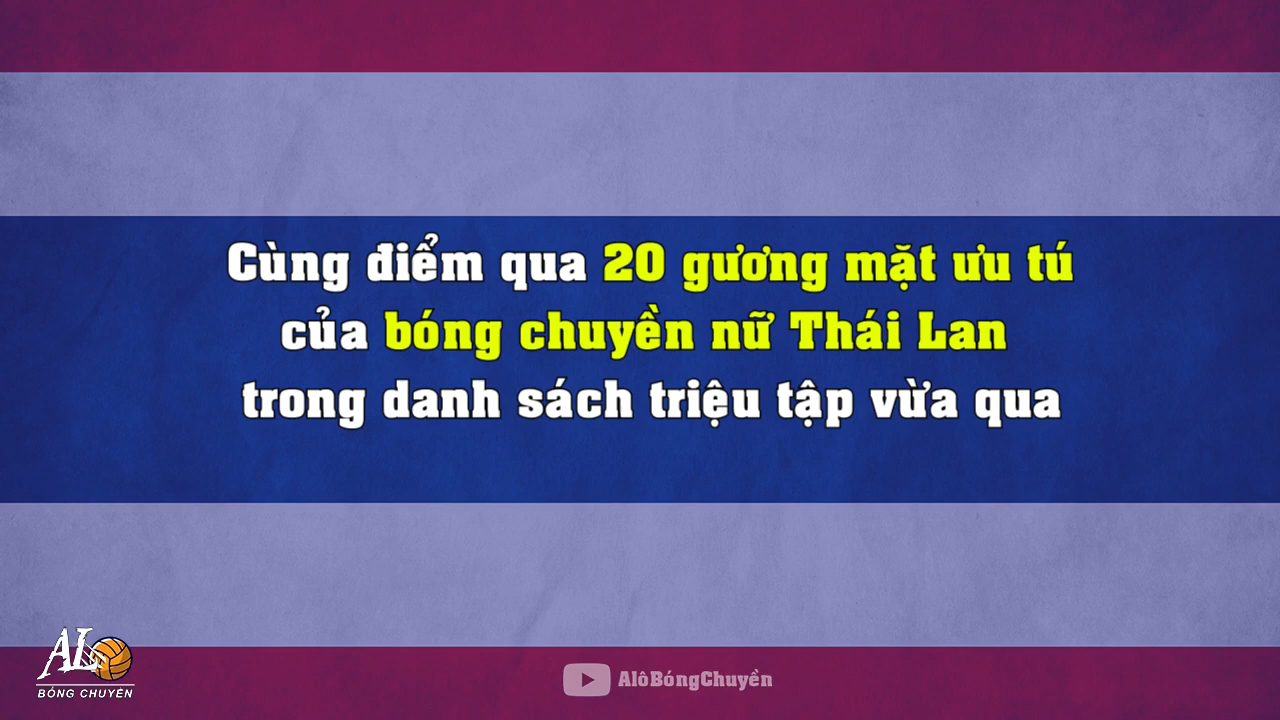 Cùng điểm qua 20 gương mặt ưu tú
của bóng chuyền nữ Thái Lan
trong danh sách triệu tập vừa qua
ALO
BÓNG CHUYỀN
AlôBóngChuyền